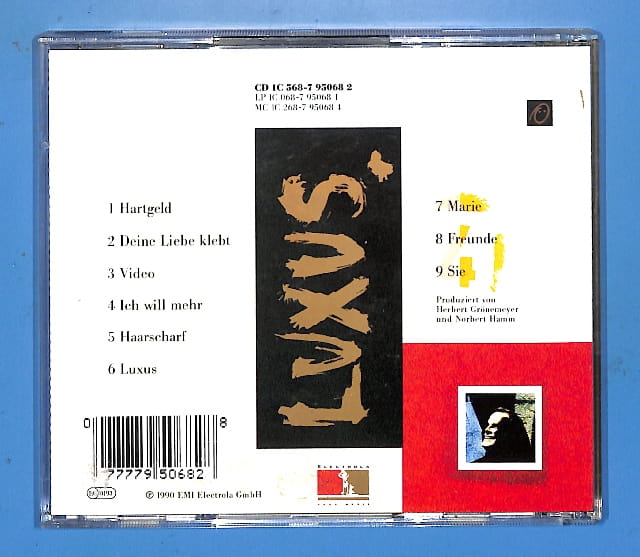 CD 1C 568-7 95068 2
LP 1C 068-7 95068 1
MC 1C 268-7 95068 4
LUXUS.
1 Hartgeld
2 Deine Liebe klebt
3 Video
4 Ich will mehr
5 Haarscharf
6 Luxus
7 Marie
8 Freunde
9 Sie
Produziert von
Herbert Grönemeyer
und Norbert Hamm
0 77779 50682 8
℗ 1990 EMI Electrola GmbH
ELECTROLA